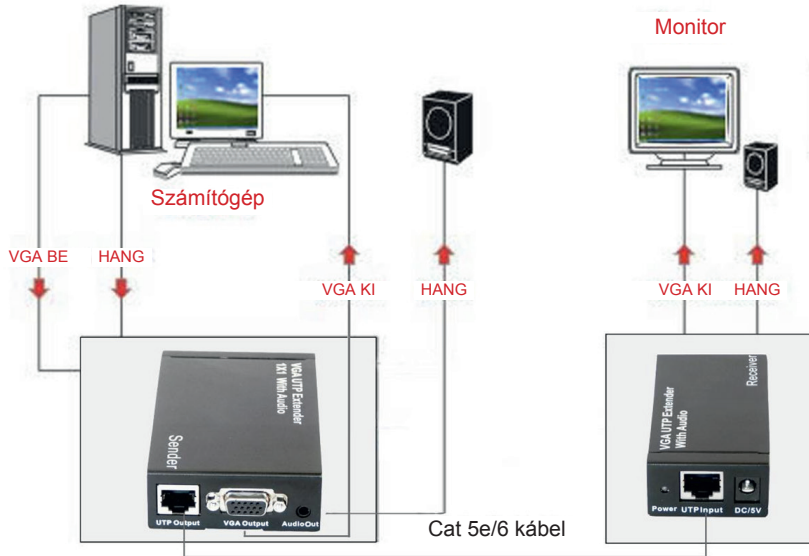 Monitor
Számítógép
VGA BE
HANG
VGA KI
HANG
VGA KI
HANG
VGA UTP Extender
1X1 With Audio
Sender
UTP Output
VGA Output
AudioOut
Cat 5e/6 kábel
Receiver
VGA UTP Extender
With Audio
Power
UTP Input
DC/5V